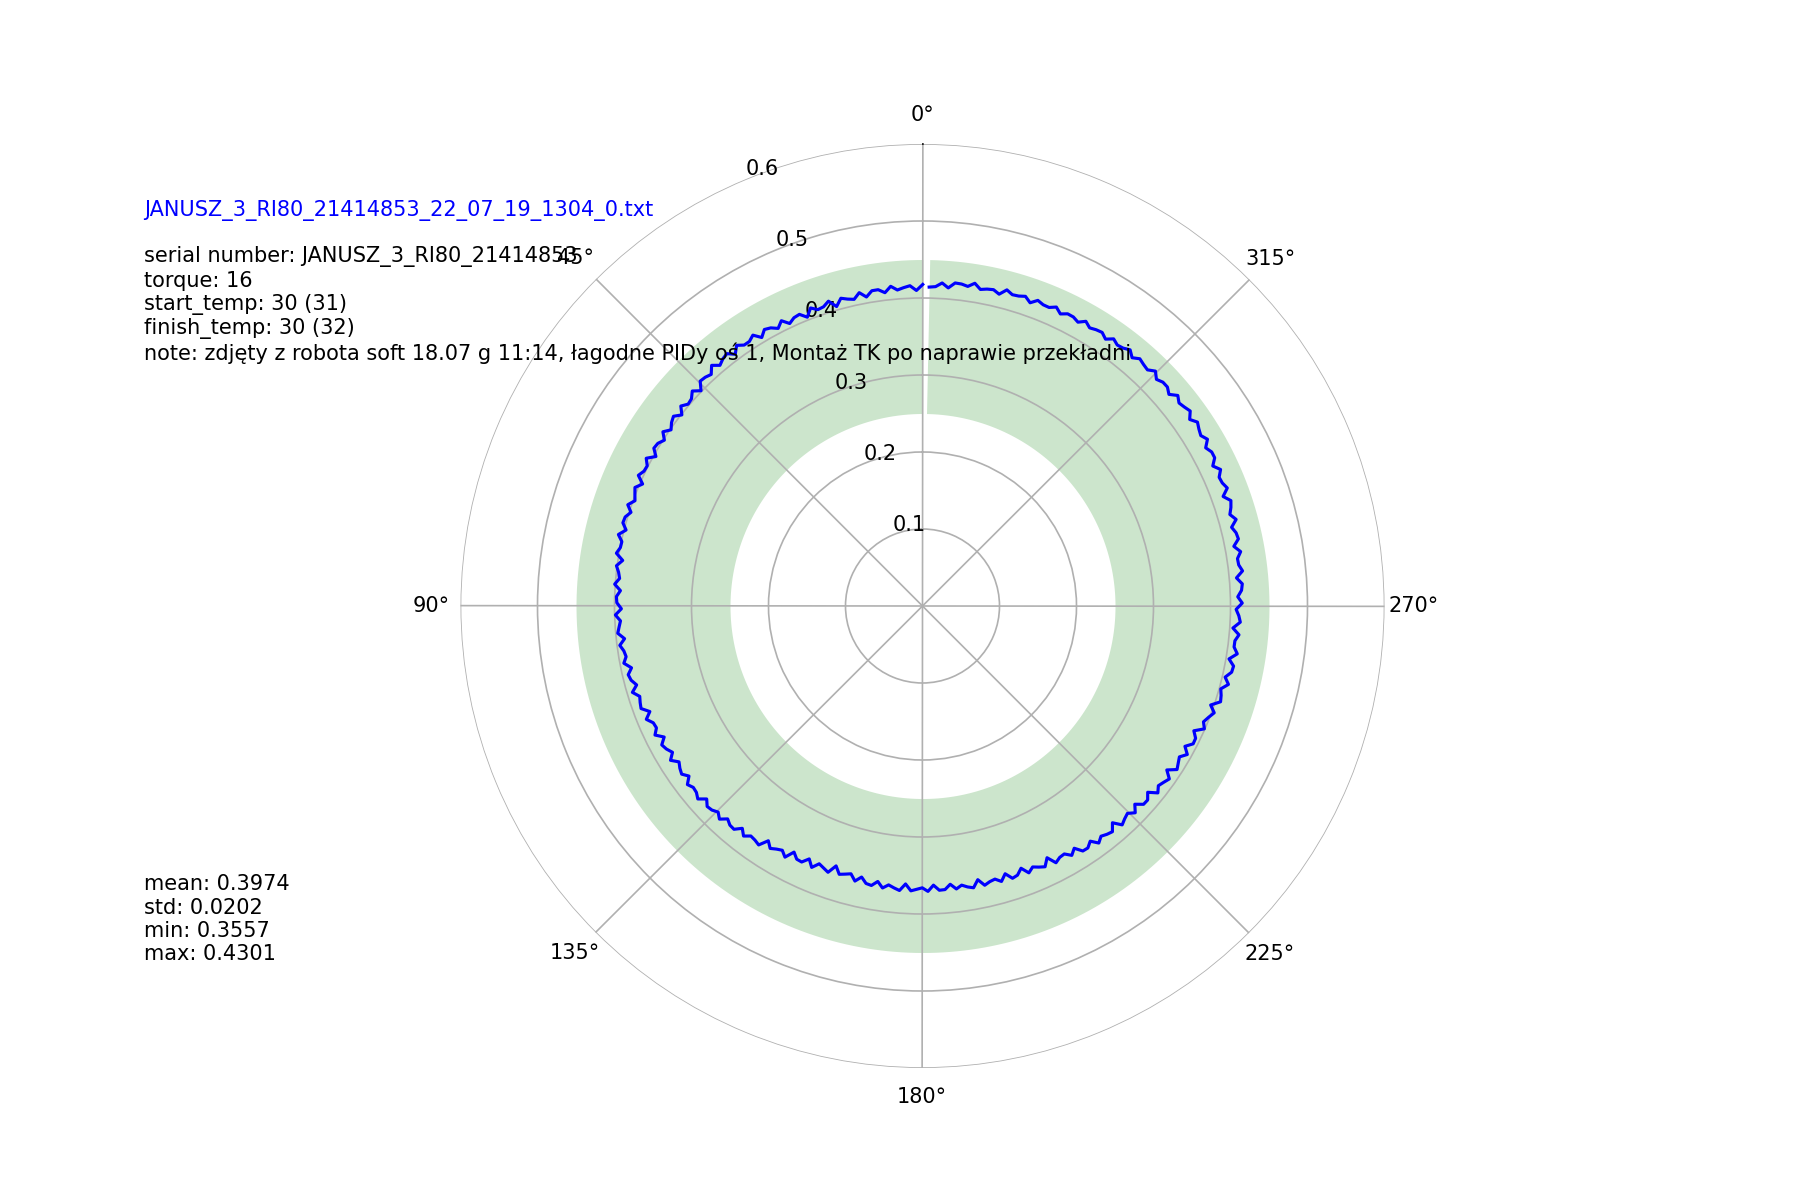 0°
0.6
JANUSZ_3_RI80_21414853_22_07_19_1304_0.txt
0.5
serial number: JANUSZ_3_RI80_21414853
45°
315°
torque: 16
start_temp: 30 (31)
0.4
finish_temp: 30 (32)
note: zdjęty z robota soft 18.07 g 11:14, łagodne PIDy oś 1, Montaż TK po naprawie przekładni
0.3
0.2
0.1
90°
270°
mean: 0.3974
std: 0.0202
min: 0.3557
max: 0.4301
135°
225°
180°